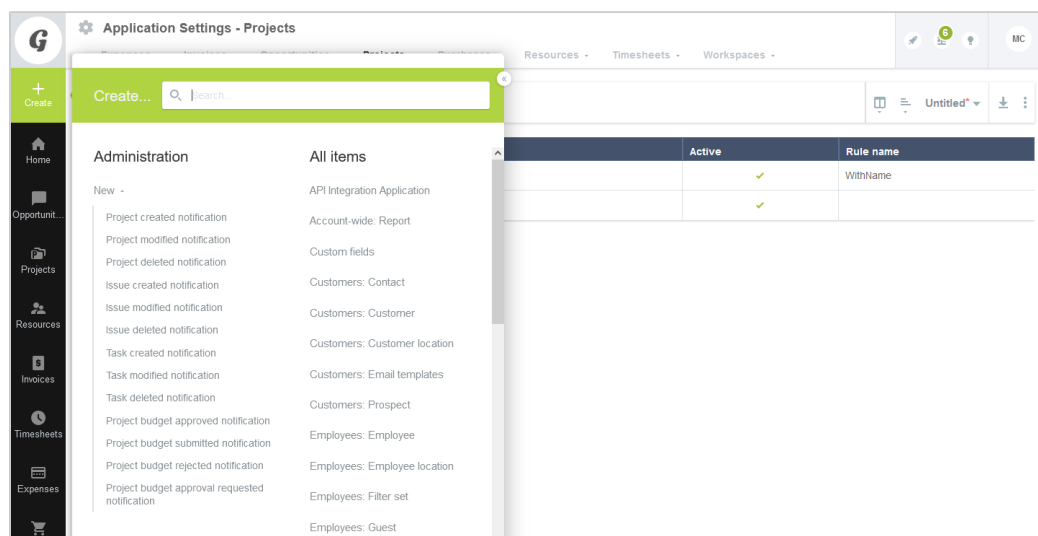 G
Application Settings - Projects
Projects
Resources
Timesheets
Workspaces
6
MC
Create
Create...
Search...
Untitled*
Home
Opportunit...
Projects
Resources
Invoices
Timesheets
Expenses
Administration
New
Project created notification
Project modified notification
Project deleted notification
Issue created notification
Issue modified notification
Issue deleted notification
Task created notification
Task modified notification
Task deleted notification
Project budget approved notification
Project budget submitted notification
Project budget rejected notification
Project budget approval requested
notification
All items
API Integration Application
Account-wide: Report
Custom fields
Customers: Contact
Customers: Customer
Customers: Customer location
Customers: Email templates
Customers: Prospect
Employees: Employee
Employees: Employee location
Employees: Filter set
Employees: Guest
Active
Rule name
WithName